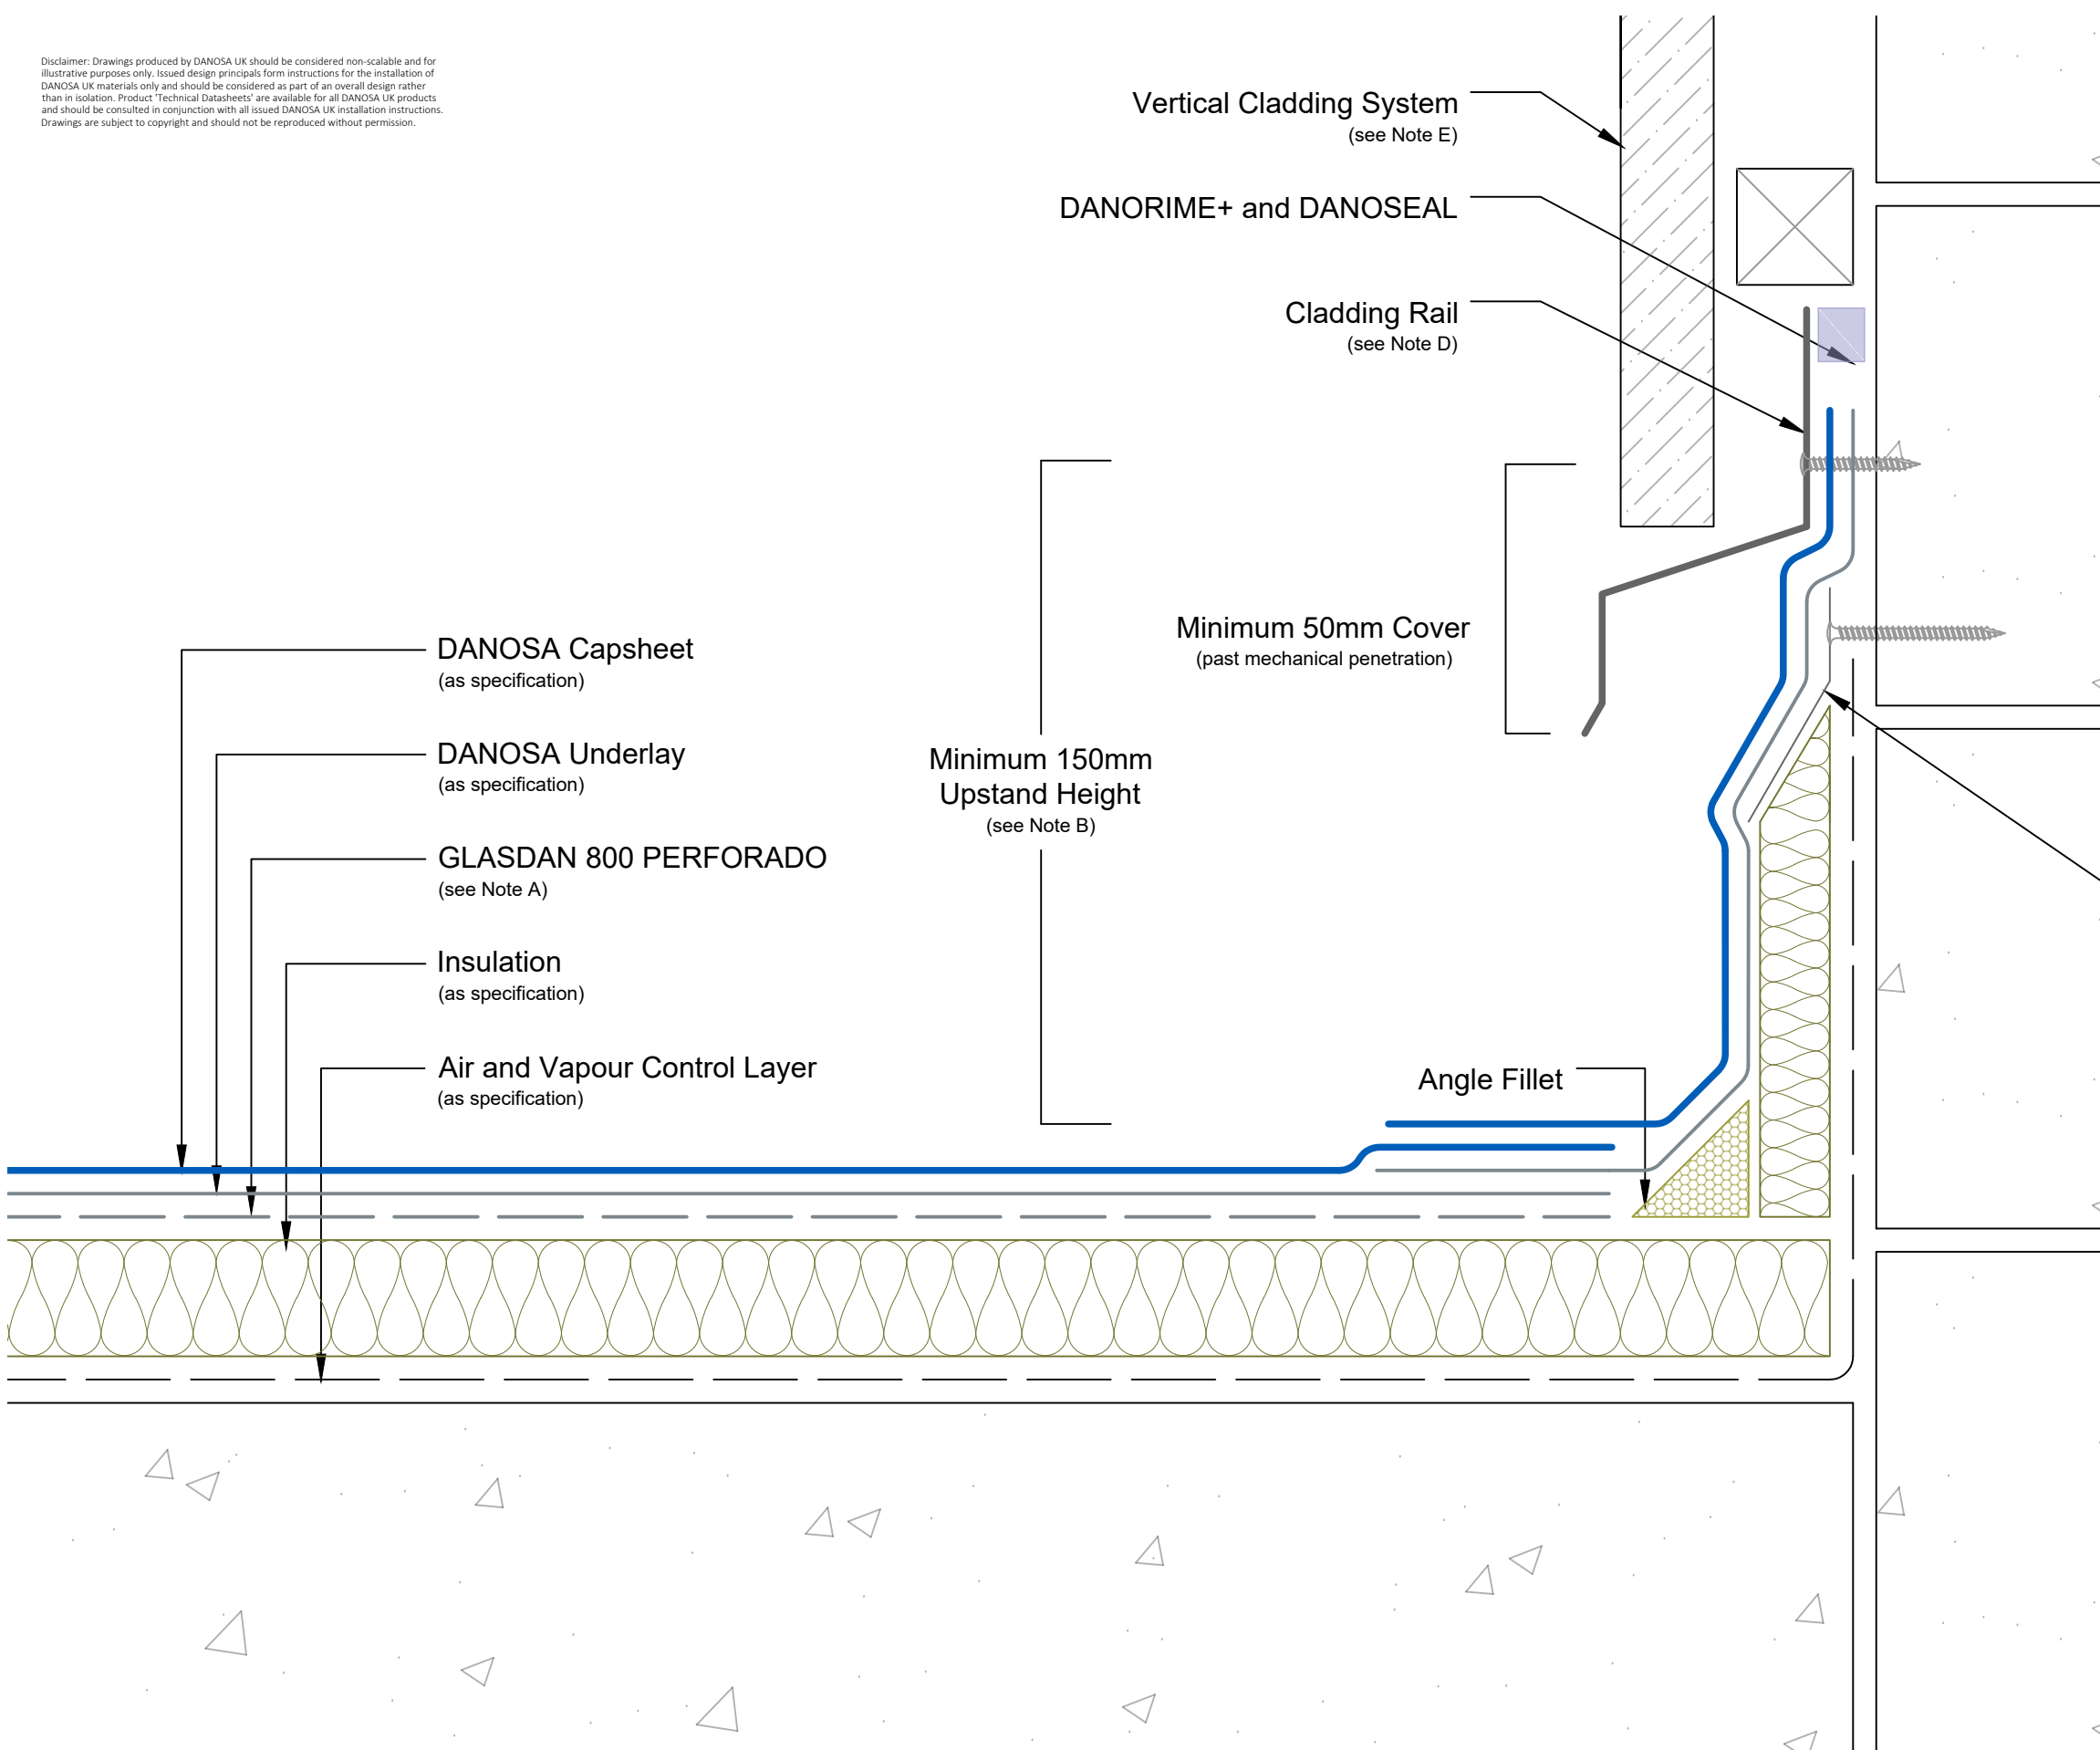 Disclaimer: Drawings produced by DANOSA UK should be considered non-scalable and for
illustrative purposes only. Issued design principals form instructions for the installation of
DANOSA UK materials only and should be considered as part of an overall design rather
than in isolation. Product 'Technical Datasheets' are available for all DANOSA UK products
and should be consulted in conjunction with all issued DANOSA UK installation instructions.
Drawings are subject to copyright and should not be reproduced without permission.
Vertical Cladding System
(see Note E)
DANORIME+ and DANOSEAL
Cladding Rail
(see Note D)
Minimum 50mm Cover
(past mechanical penetration)
DANOSA Capsheet
(as specification)
DANOSA Underlay
(as specification)
GLASDAN 800 PERFORADO
(see Note A)
Insulation
(as specification)
Air and Vapour Control Layer
(as specification)
Minimum 150mm
Upstand Height
(see Note B)
Angle Fillet